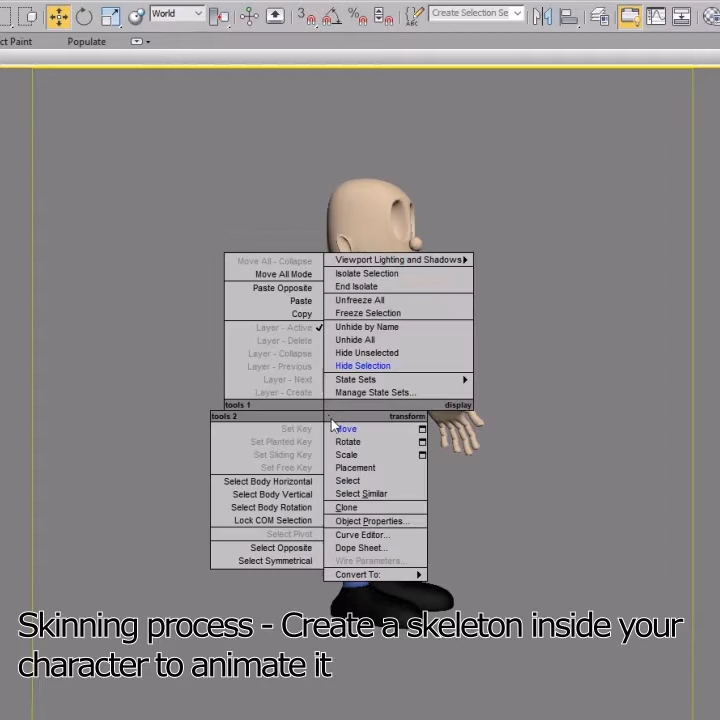 World
3
%
Create Selection Se
ct Paint
Populate
Move All - Collapse
Move All Mode
Paste Opposite
Paste
Copy
Layer - Active
Layer - Delete
Layer - Collapse
Layer - Previous
Layer - Next
Layer - Create
tools 1
Viewport Lighting and Shadows
Isolate Selection
End Isolate
Unfreeze All
Freeze Selection
Unhide by Name
Unhide All
Hide Unselected
Hide Selection
State Sets
Manage State Sets...
display
tools 2
Set Key
Set Planted Key
Set Sliding Key
Set Free Key
Select Body Horizontal
Select Body Vertical
Select Body Rotation
Lock COM Selection
Select Pivot
Select Opposite
Select Symmetrical
transform
Move
Rotate
Scale
Placement
Select
Select Similar
Clone
Object Properties...
Curve Editor...
Dope Sheet...
Wire Parameters...
Convert To:
Skinning process - Create a skeleton inside your
character to animate it